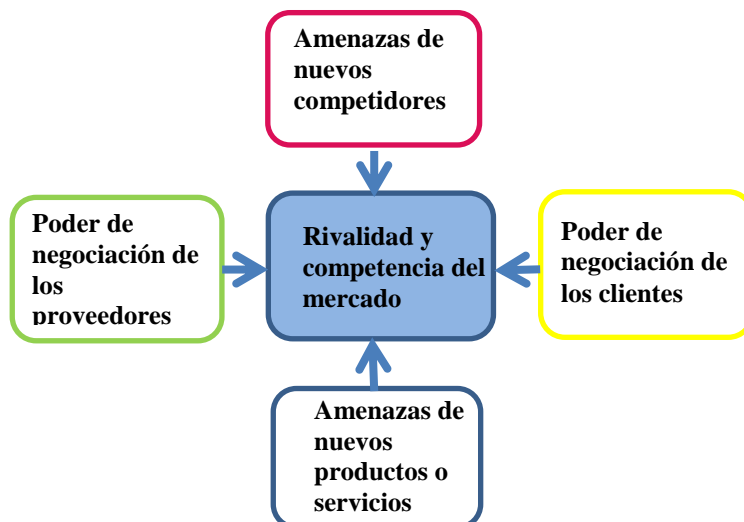 Amenazas de
nuevos
competidores
Poder de
negociación de
los
proveedores
Rivalidad y
competencia del
mercado
Poder de
negociación de
los clientes
Amenazas de
nuevos
productos o
servicios